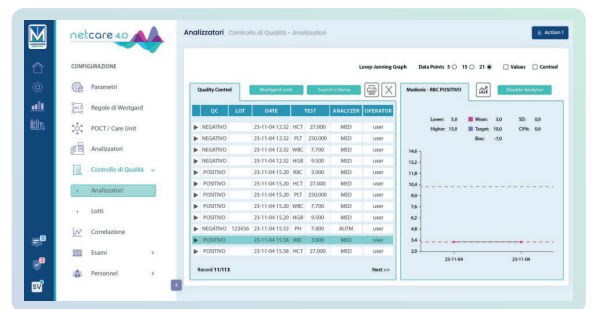 netcare 4.0
CONFIGURAZIONE
Parametri
Regole di Westgard
POCT / Care Unit
Analizzatori
Controllo di Qualità
Analizzatori
Lotti
Correlazione
Esami
Personnel
SV
Analizzatori Controllo di Qualità - Analizzatori
Action
Levey-Jenning Graph Data Points 5 15 21 Values Centred
Quality Control Westgard cont. Search Criteria
QC LOT DATE TEST ANALYZER OPERATOR
NEGATIVO 23-11-04 12.32 HCT 27.000 MED user
NEGATIVO 23-11-04 12.32 PLT 250.000 MED user
NEGATIVO 23-11-04 12.32 WBC 7.700 MED user
NEGATIVO 23-11-04 12.32 HGB 9.500 MED user
POSITIVO 23-11-04 15.20 RBC 3.000 MED user
POSITIVO 23-11-04 15.20 HCT 27.000 MED user
POSITIVO 23-11-04 15.20 PLT 250.000 MED user
POSITIVO 23-11-04 15.20 WBC 7.700 MED user
POSITIVO 23-11-04 15.20 HGB 9.500 MED user
NEGATIVO 123456 23-11-04 15.53 PH 7.000 AUTM user
POSITIVO 23-11-04 15.58 RBC 3.000 MED user
POSITIVO 23-11-04 15.58 HCT 27.000 MED user
Record 11/113 Next >>
Medonic - RBC POSITIVO Disable Analyte
Lower: 5,0 Mean: 3,0 SD: 0,0
Higher: 15,0 Target: 10,0 CV%: 0,0
Bias: -7,0
14,6
13,2
11,8
10,4
9,0
7,6
6,2
4,8
3,4
2,0
23-11-04 23-11-04